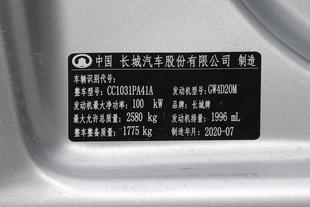 中国 长城汽车股份有限公司 制造
车辆识别代号:
整车型号: CC1031PA41A 发动机型号: GW4D20M
发动机最大净功率: 100 kW 品牌: 长城牌
最大允许总质量: 2580 kg 发动机排量: 1996 mL
整车整备质量: 1775 kg 制造年月: 2020-07